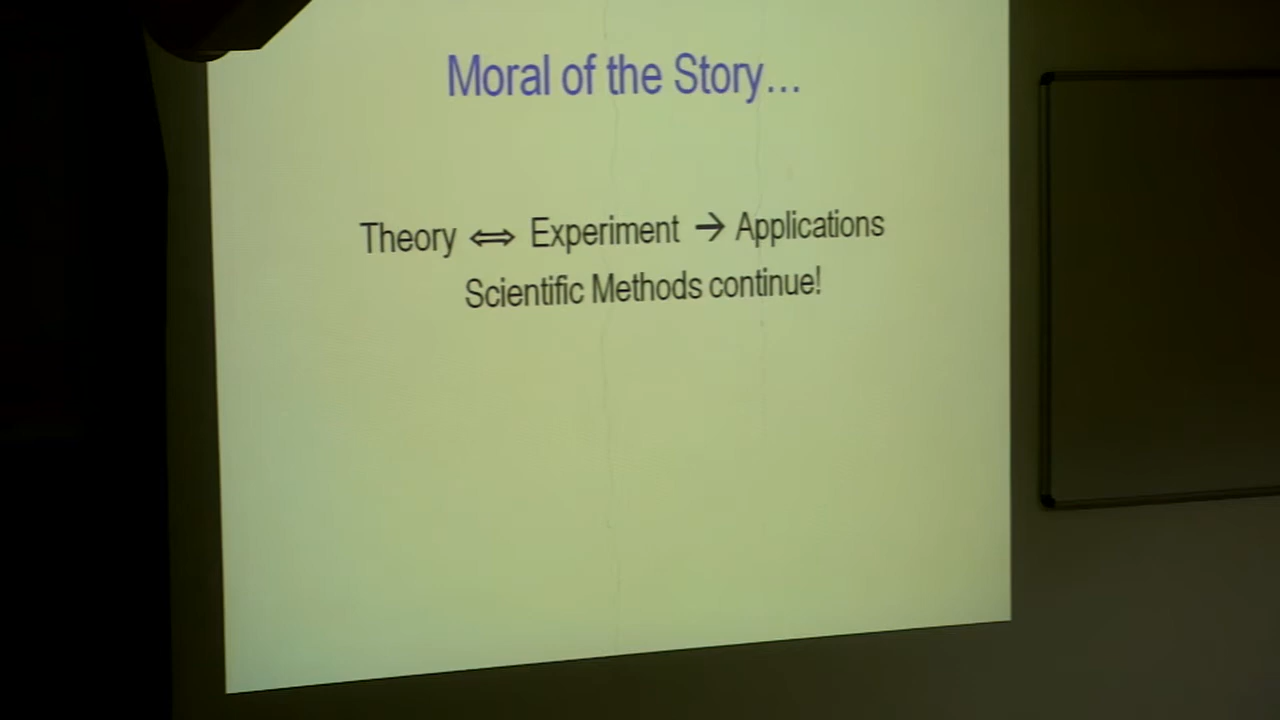 Moral of the Story...
Theory ⇔ Experiment → Applications
Scientific Methods continue!